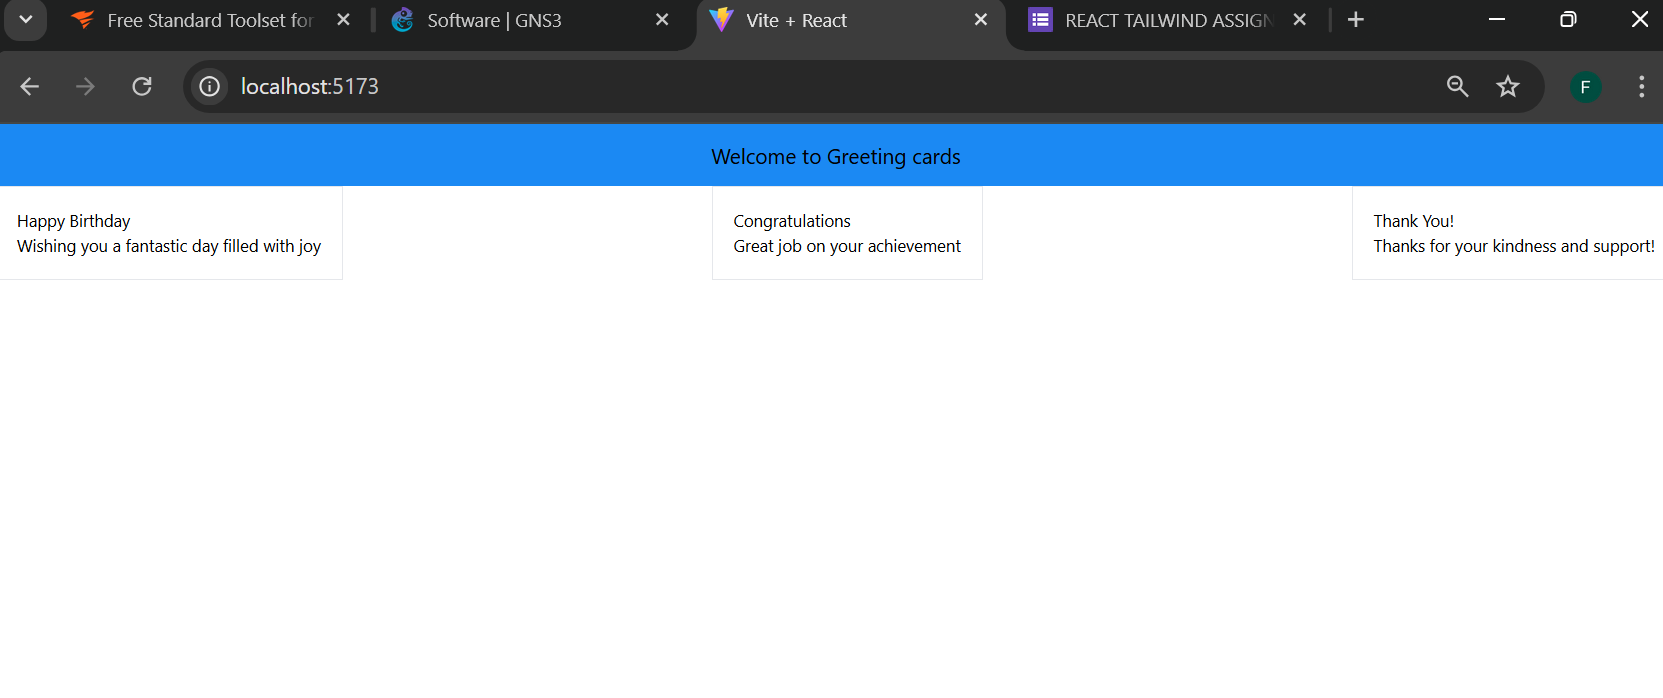 Free Standard Toolset for
Software | GNS3
Vite + React
REACT TAILWIND ASSIGN
localhost:5173
F
Welcome to Greeting cards
Happy Birthday
Wishing you a fantastic day filled with joy
Congratulations
Great job on your achievement
Thank You!
Thanks for your kindness and support!